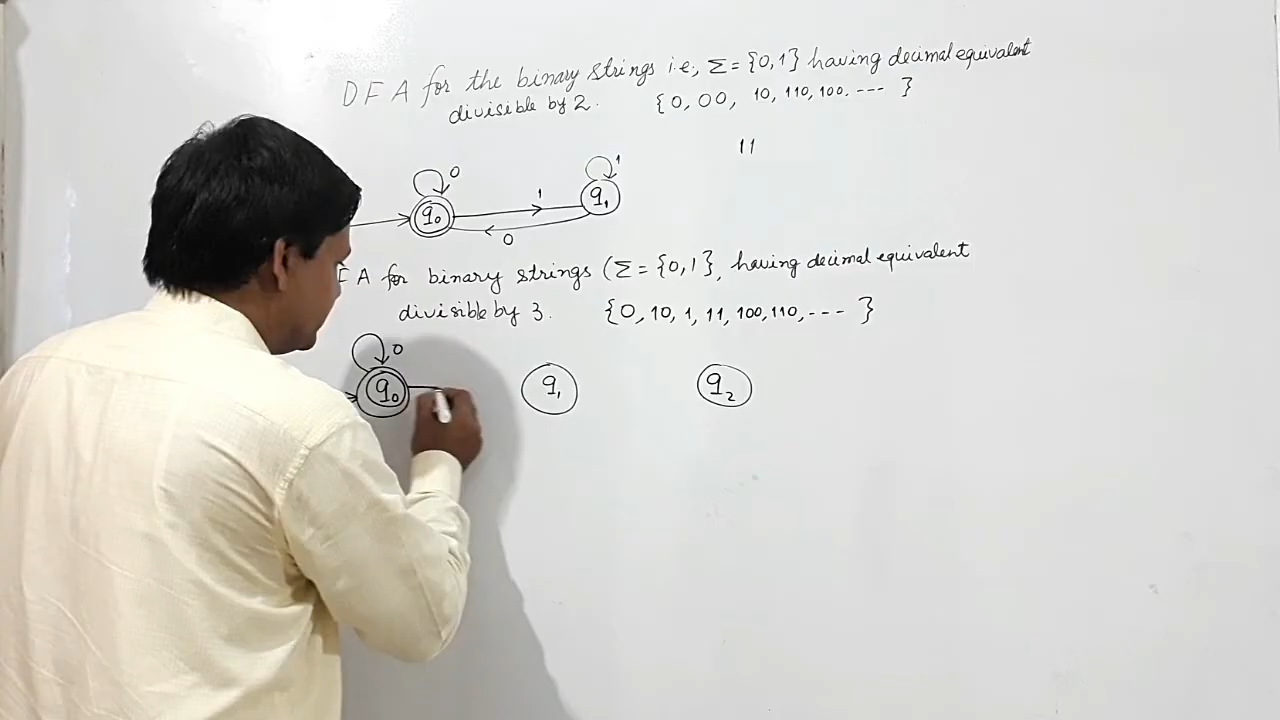 DFA for the binary strings i.e., Σ = {0,1} having decimal equivalent
divisible by 2. {0, 00, 10, 110, 100, --- }
11
0 1
q₀ 1 q₁
0
FA for binary strings (Σ = {0,1}, having decimal equivalent
divisible by 3. {0, 10, 1, 11, 100, 110, --- }
0
q₀ q₁ q₂